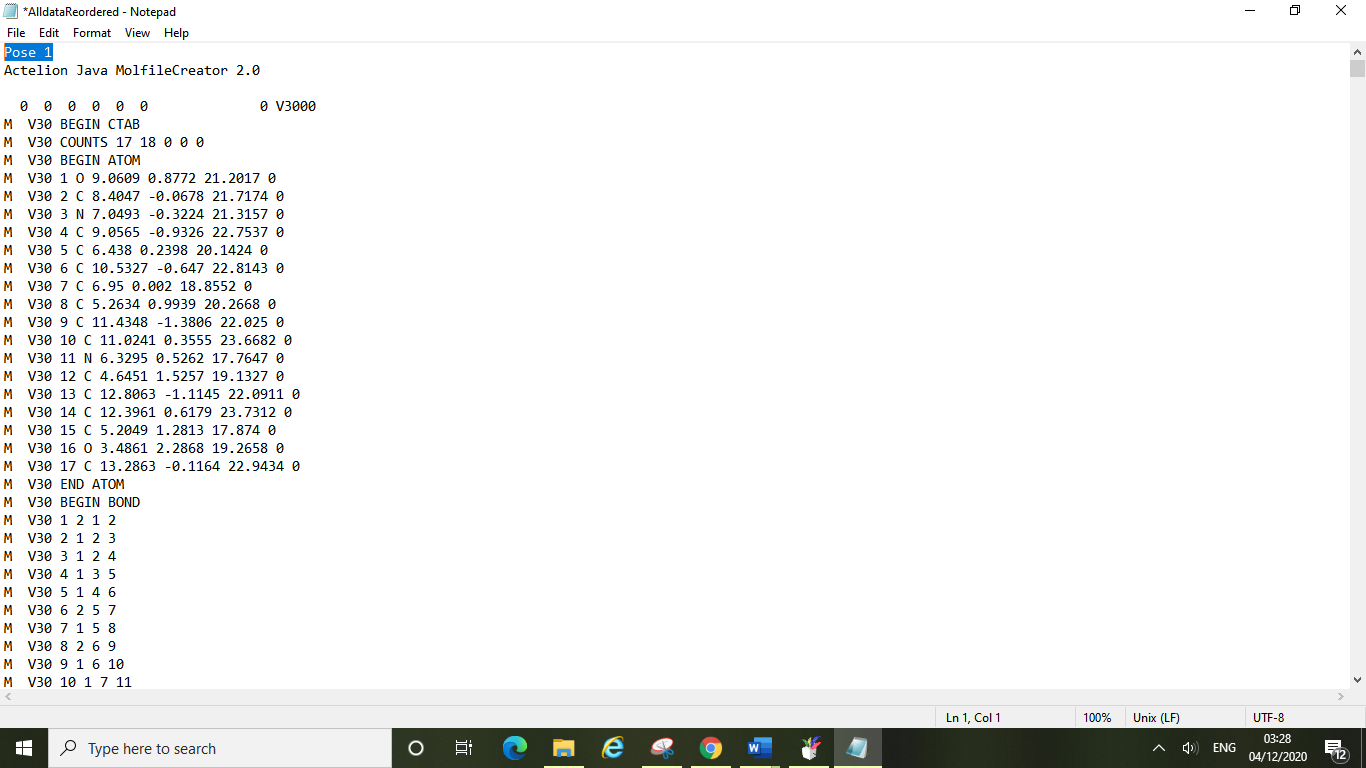 *AlldataReordered - Notepad
File Edit Format View Help
Pose 1
Actelion Java MolfileCreator 2.0
  0  0  0  0  0  0              0 V3000
M  V30 BEGIN CTAB
M  V30 COUNTS 17 18 0 0 0
M  V30 BEGIN ATOM
M  V30 1 O 9.0609 0.8772 21.2017 0
M  V30 2 C 8.4047 -0.0678 21.7174 0
M  V30 3 N 7.0493 -0.3224 21.3157 0
M  V30 4 C 9.0565 -0.9326 22.7537 0
M  V30 5 C 6.438 0.2398 20.1424 0
M  V30 6 C 10.5327 -0.647 22.8143 0
M  V30 7 C 6.95 0.002 18.8552 0
M  V30 8 C 5.2634 0.9939 20.2668 0
M  V30 9 C 11.4348 -1.3806 22.025 0
M  V30 10 C 11.0241 0.3555 23.6682 0
M  V30 11 N 6.3295 0.5262 17.7647 0
M  V30 12 C 4.6451 1.5257 19.1327 0
M  V30 13 C 12.8063 -1.1145 22.0911 0
M  V30 14 C 12.3961 0.6179 23.7312 0
M  V30 15 C 5.2049 1.2813 17.874 0
M  V30 16 O 3.4861 2.2868 19.2658 0
M  V30 17 C 13.2863 -0.1164 22.9434 0
M  V30 END ATOM
M  V30 BEGIN BOND
M  V30 1 2 1 2
M  V30 2 1 2 3
M  V30 3 1 2 4
M  V30 4 1 3 5
M  V30 5 1 4 6
M  V30 6 2 5 7
M  V30 7 1 5 8
M  V30 8 2 6 9
M  V30 9 1 6 10
M  V30 10 1 7 11
Ln 1, Col 1 100% Unix (LF) UTF-8
Type here to search
ENG
03:28
04/12/2020
12